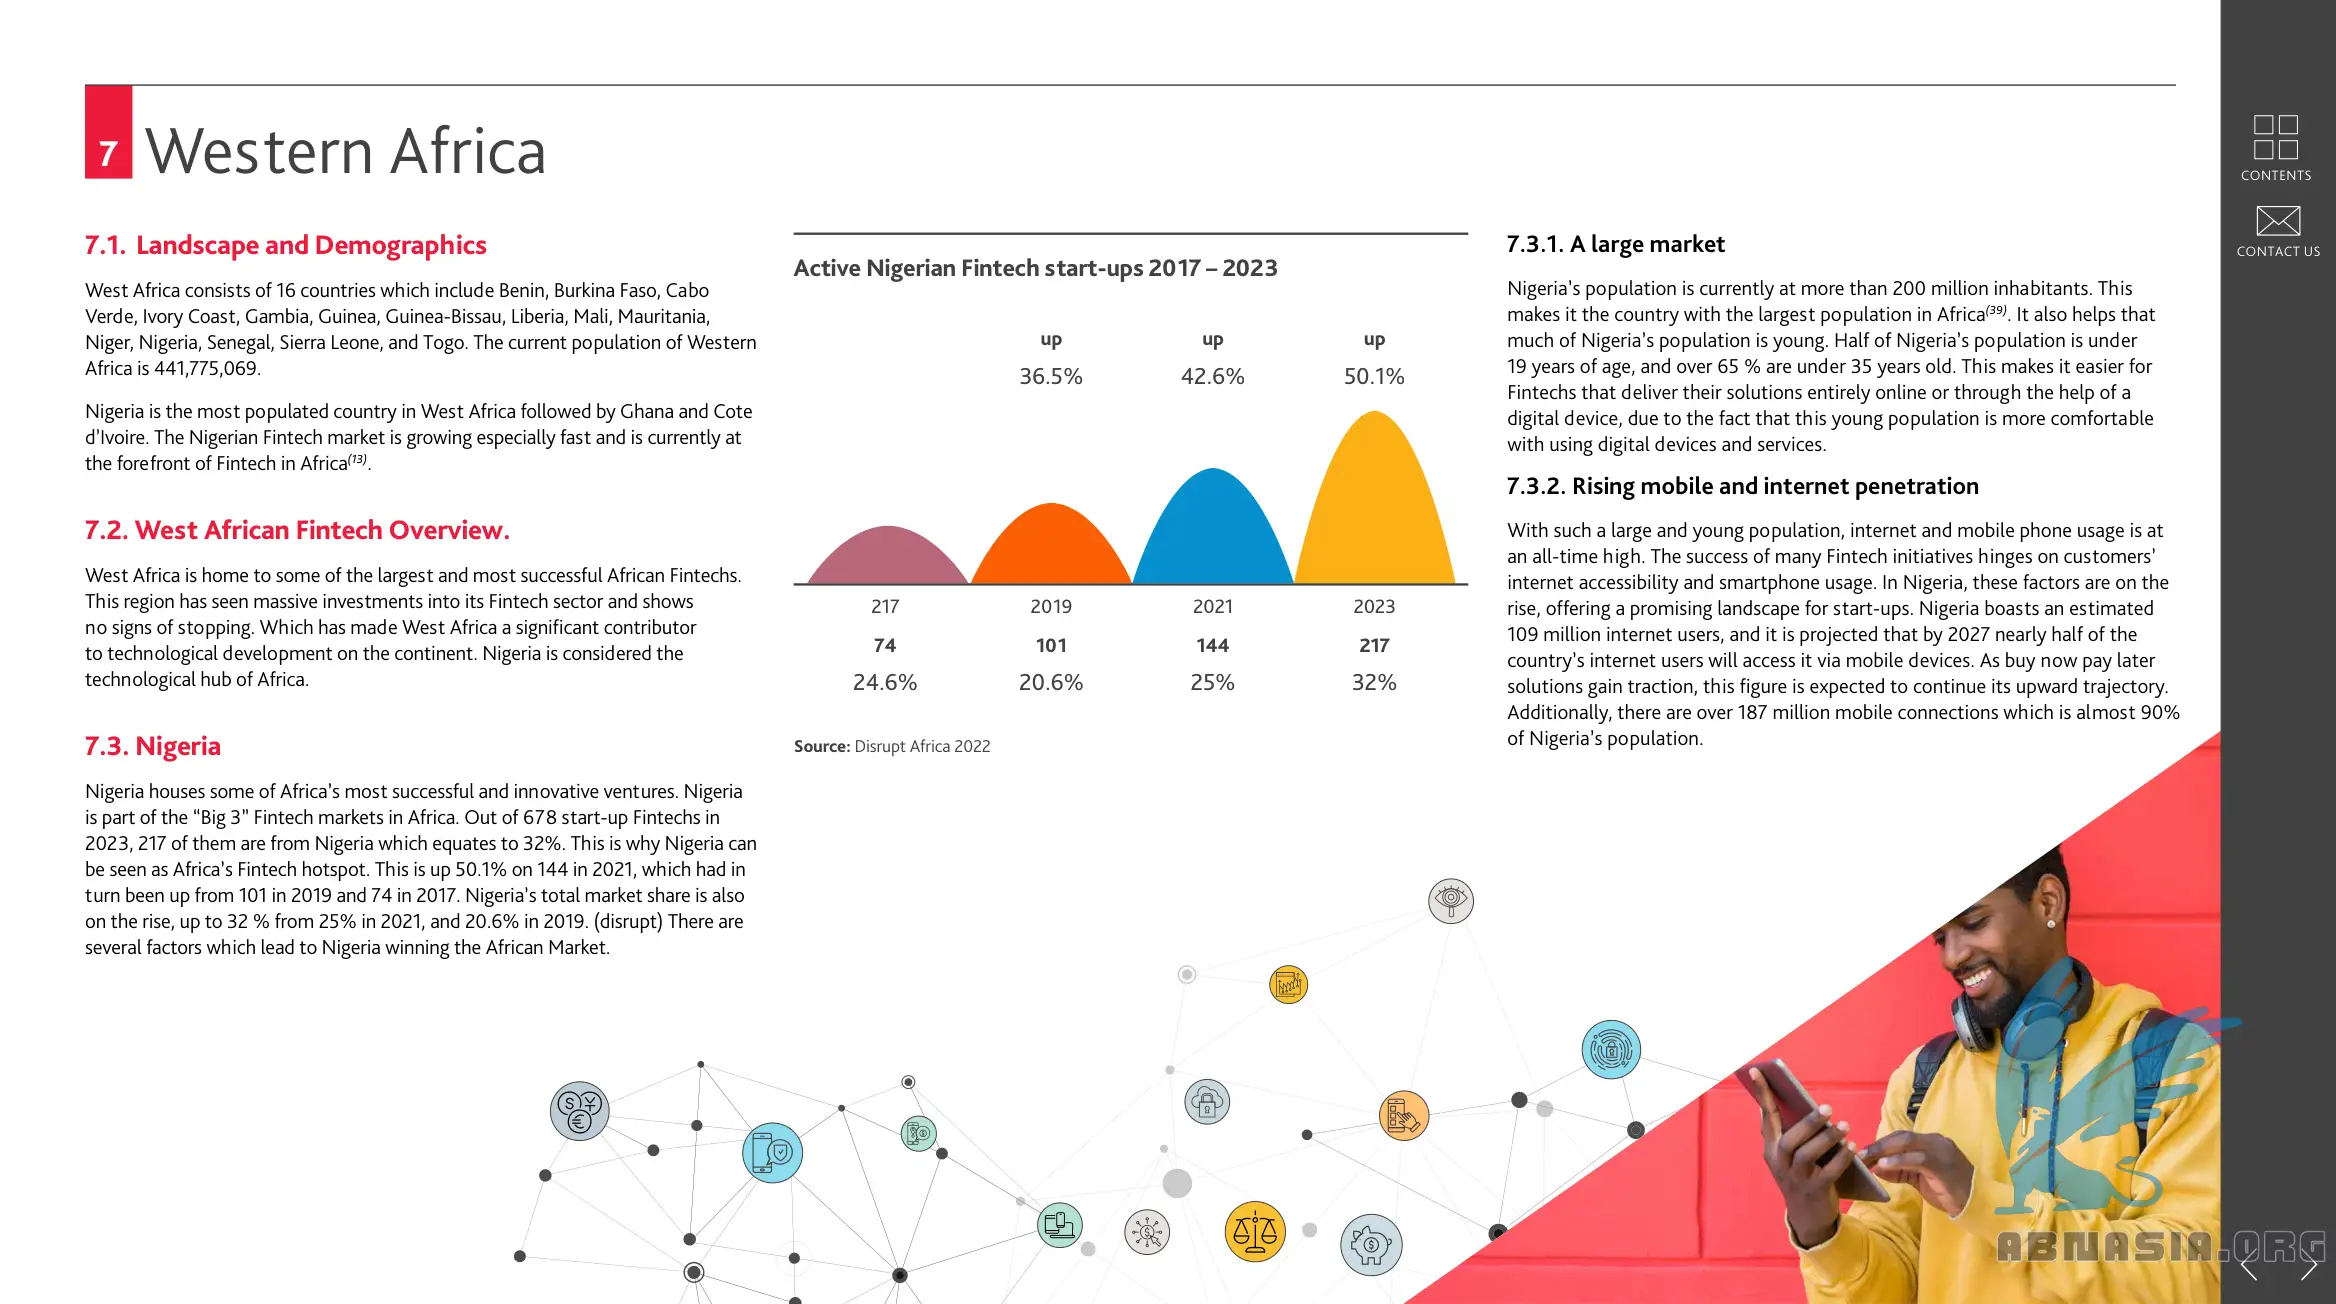 7 Western Africa
7.1. Landscape and Demographics
West Africa consists of 16 countries which include Benin, Burkina Faso, Cabo
Verde, Ivory Coast, Gambia, Guinea, Guinea-Bissau, Liberia, Mali, Mauritania,
Niger, Nigeria, Senegal, Sierra Leone, and Togo. The current population of Western
Africa is 441,775,069.
Nigeria is the most populated country in West Africa followed by Ghana and Cote
d’Ivoire. The Nigerian Fintech market is growing especially fast and is currently at
the forefront of Fintech in Africa(13).
7.2. West African Fintech Overview.
West Africa is home to some of the largest and most successful African Fintechs.
This region has seen massive investments into its Fintech sector and shows
no signs of stopping. Which has made West Africa a significant contributor
to technological development on the continent. Nigeria is considered the
technological hub of Africa.
7.3. Nigeria
Nigeria houses some of Africa’s most successful and innovative ventures. Nigeria
is part of the “Big 3” Fintech markets in Africa. Out of 678 start-up Fintechs in
2023, 217 of them are from Nigeria which equates to 32%. This is why Nigeria can
be seen as Africa’s Fintech hotspot. This is up 50.1% on 144 in 2021, which had in
turn been up from 101 in 2019 and 74 in 2017. Nigeria’s total market share is also
on the rise, up to 32 % from 25% in 2021, and 20.6% in 2019. (disrupt) There are
several factors which lead to Nigeria winning the African Market.
Active Nigerian Fintech start-ups 2017 – 2023
up up up
36.5% 42.6% 50.1%
217 2019 2021 2023
74 101 144 217
24.6% 20.6% 25% 32%
Source: Disrupt Africa 2022
7.3.1. A large market
Nigeria’s population is currently at more than 200 million inhabitants. This
makes it the country with the largest population in Africa(39). It also helps that
much of Nigeria’s population is young. Half of Nigeria’s population is under
19 years of age, and over 65 % are under 35 years old. This makes it easier for
Fintechs that deliver their solutions entirely online or through the help of a
digital device, due to the fact that this young population is more comfortable
with using digital devices and services.
7.3.2. Rising mobile and internet penetration
With such a large and young population, internet and mobile phone usage is at
an all-time high. The success of many Fintech initiatives hinges on customers’
internet accessibility and smartphone usage. In Nigeria, these factors are on the
rise, offering a promising landscape for start-ups. Nigeria boasts an estimated
109 million internet users, and it is projected that by 2027 nearly half of the
country’s internet users will access it via mobile devices. As buy now pay later
solutions gain traction, this figure is expected to continue its upward trajectory.
Additionally, there are over 187 million mobile connections which is almost 90%
of Nigeria’s population.
CONTENTS
CONTACT US
ABNASIA.ORG